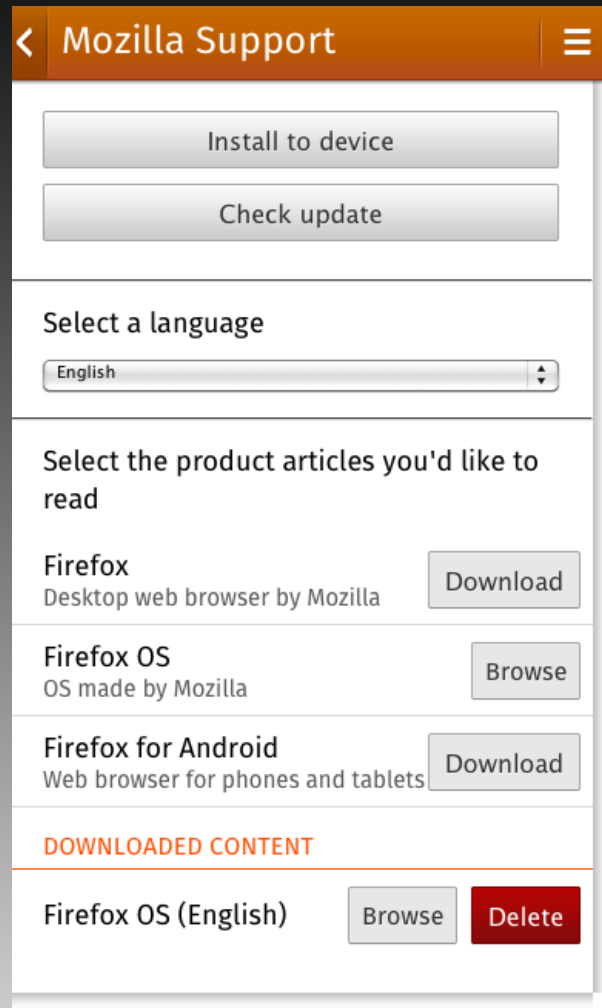 Mozilla Support
Install to device
Check update
Select a language
English
Select the product articles you'd like to
read
Firefox
Desktop web browser by Mozilla
Download
Firefox OS
OS made by Mozilla
Browse
Firefox for Android
Web browser for phones and tablets
Download
DOWNLOADED CONTENT
Firefox OS (English)
Browse
Delete